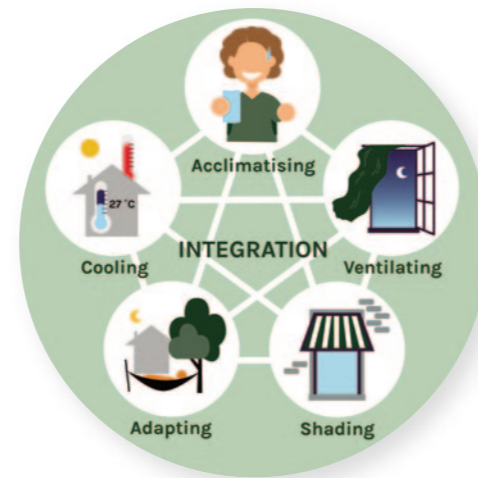 Acclimatising
27 °C
INTEGRATION
Cooling
Ventilating
Adapting
Shading